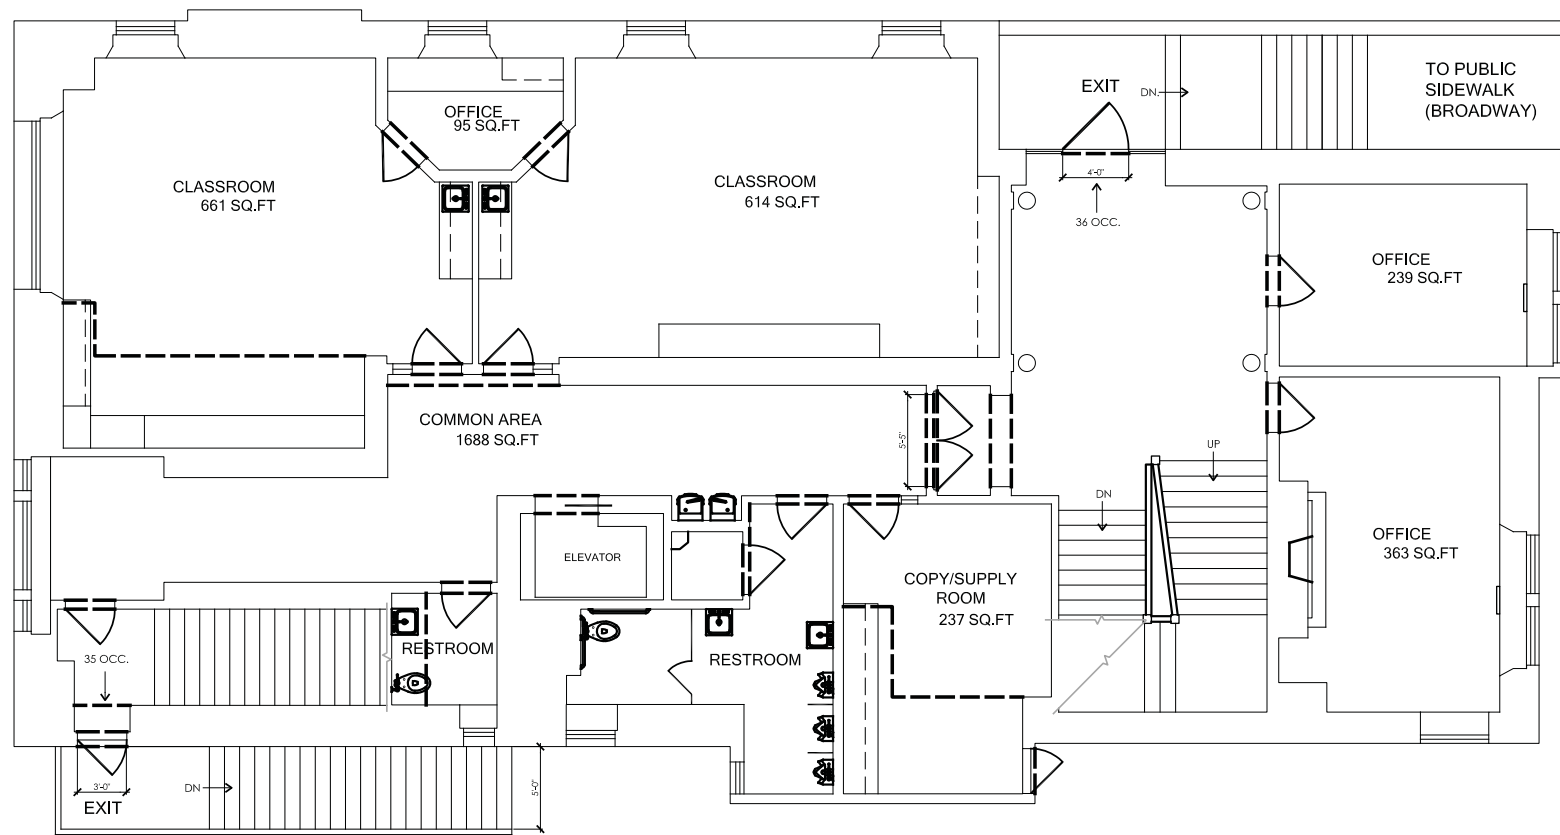 TO PUBLIC
SIDEWALK
(BROADWAY)
EXIT
DN.
OFFICE
95 SQ.FT
CLASSROOM
661 SQ.FT
CLASSROOM
614 SQ.FT
4'-0"
36 OCC.
OFFICE
239 SQ.FT
COMMON AREA
1688 SQ.FT
5'-5"
UP
DN
OFFICE
363 SQ.FT
ELEVATOR
COPY/SUPPLY
ROOM
237 SQ.FT
RESTROOM
RESTROOM
35 OCC.
3'-0"
EXIT
DN
5'-0"